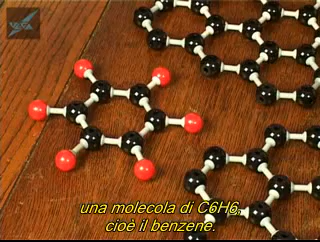 una molecola di C6H6,
cioè il benzene.